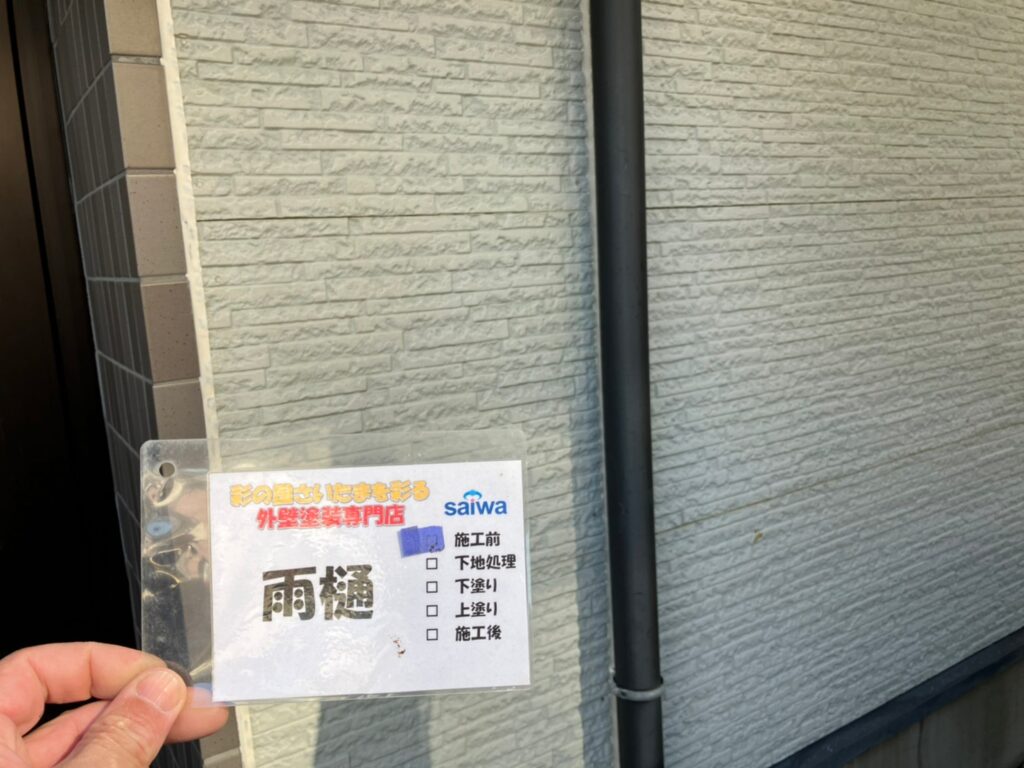 彩の国さいたまを彩る
外壁塗装専門店
saiwa
雨樋
□ 施工前
□ 下地処理
□ 下塗り
□ 上塗り
□ 施工後